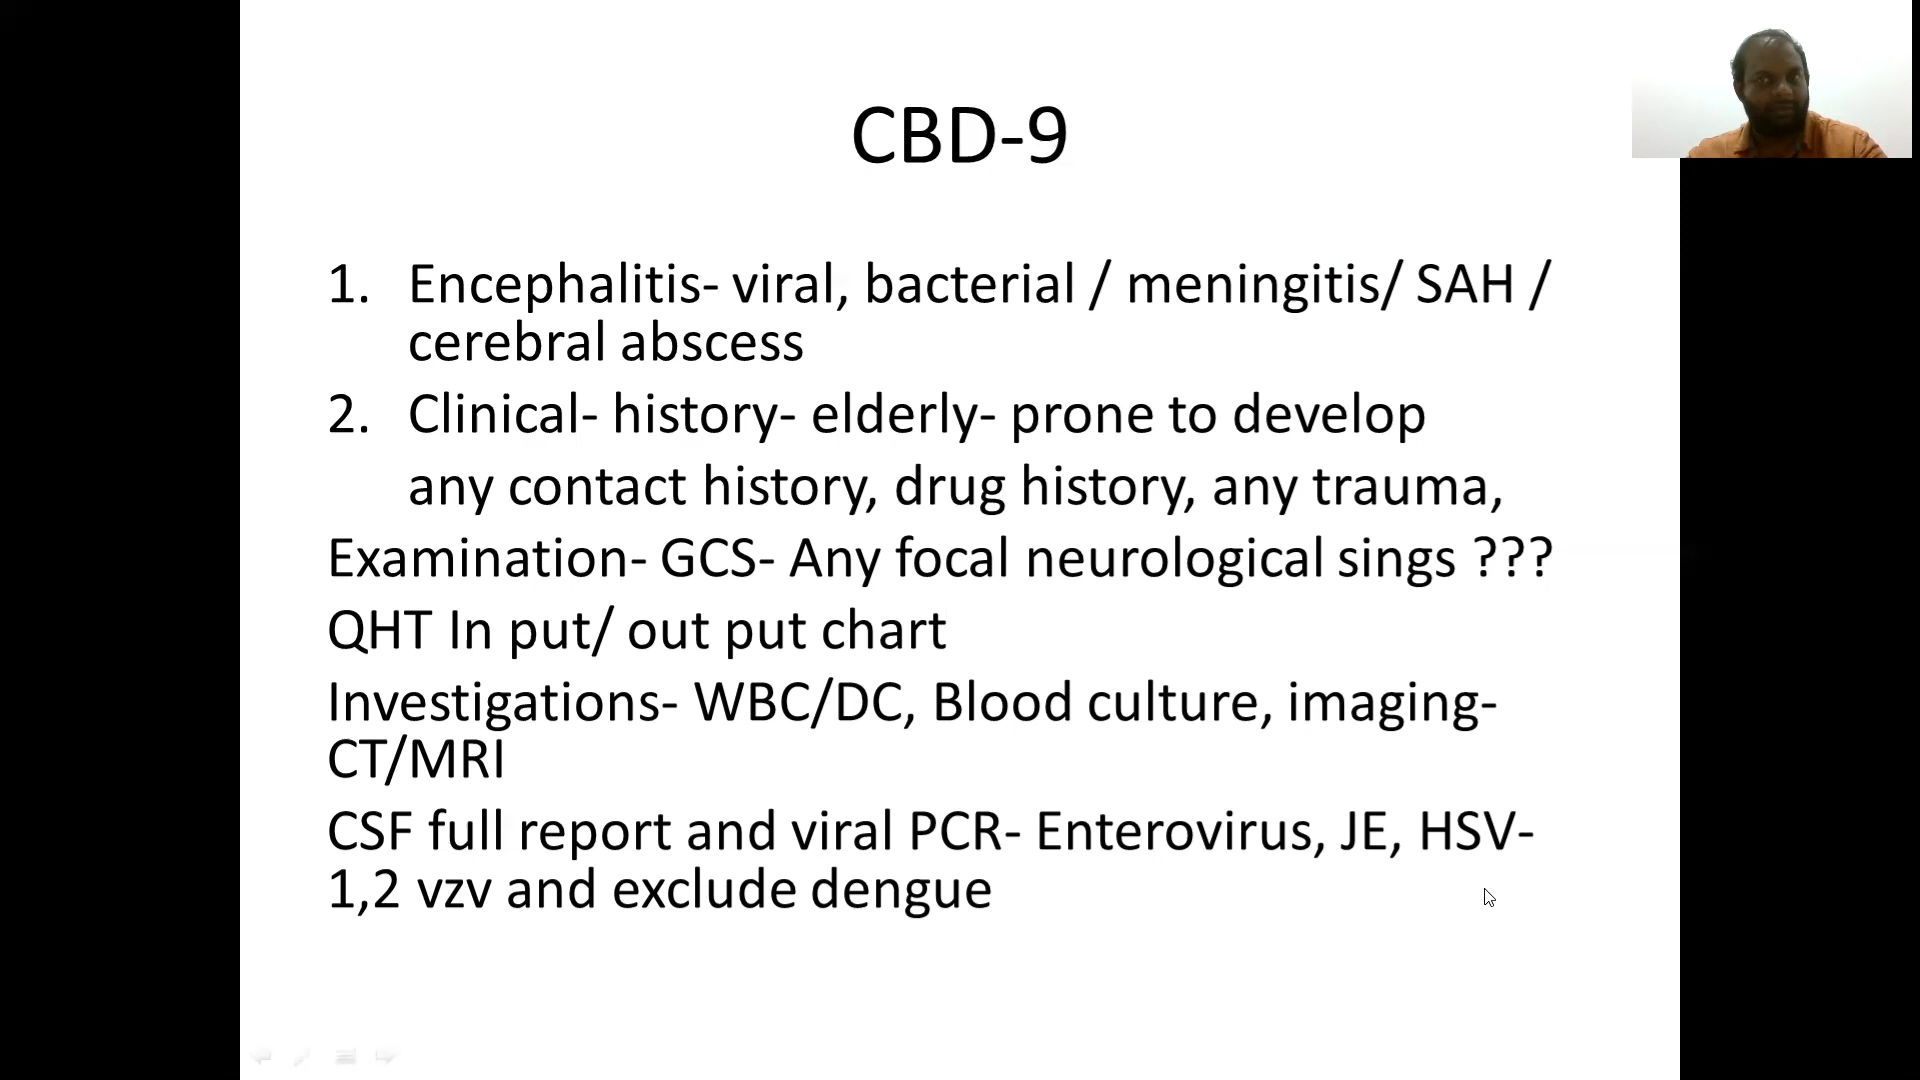 CBD-9
1. Encephalitis- viral, bacterial / meningitis/ SAH /
cerebral abscess
2. Clinical- history- elderly- prone to develop
any contact history, drug history, any trauma,
Examination- GCS- Any focal neurological sings ???
QHT In put/ out put chart
Investigations- WBC/DC, Blood culture, imaging-
CT/MRI
CSF full report and viral PCR- Enterovirus, JE, HSV-
1,2 vzv and exclude dengue